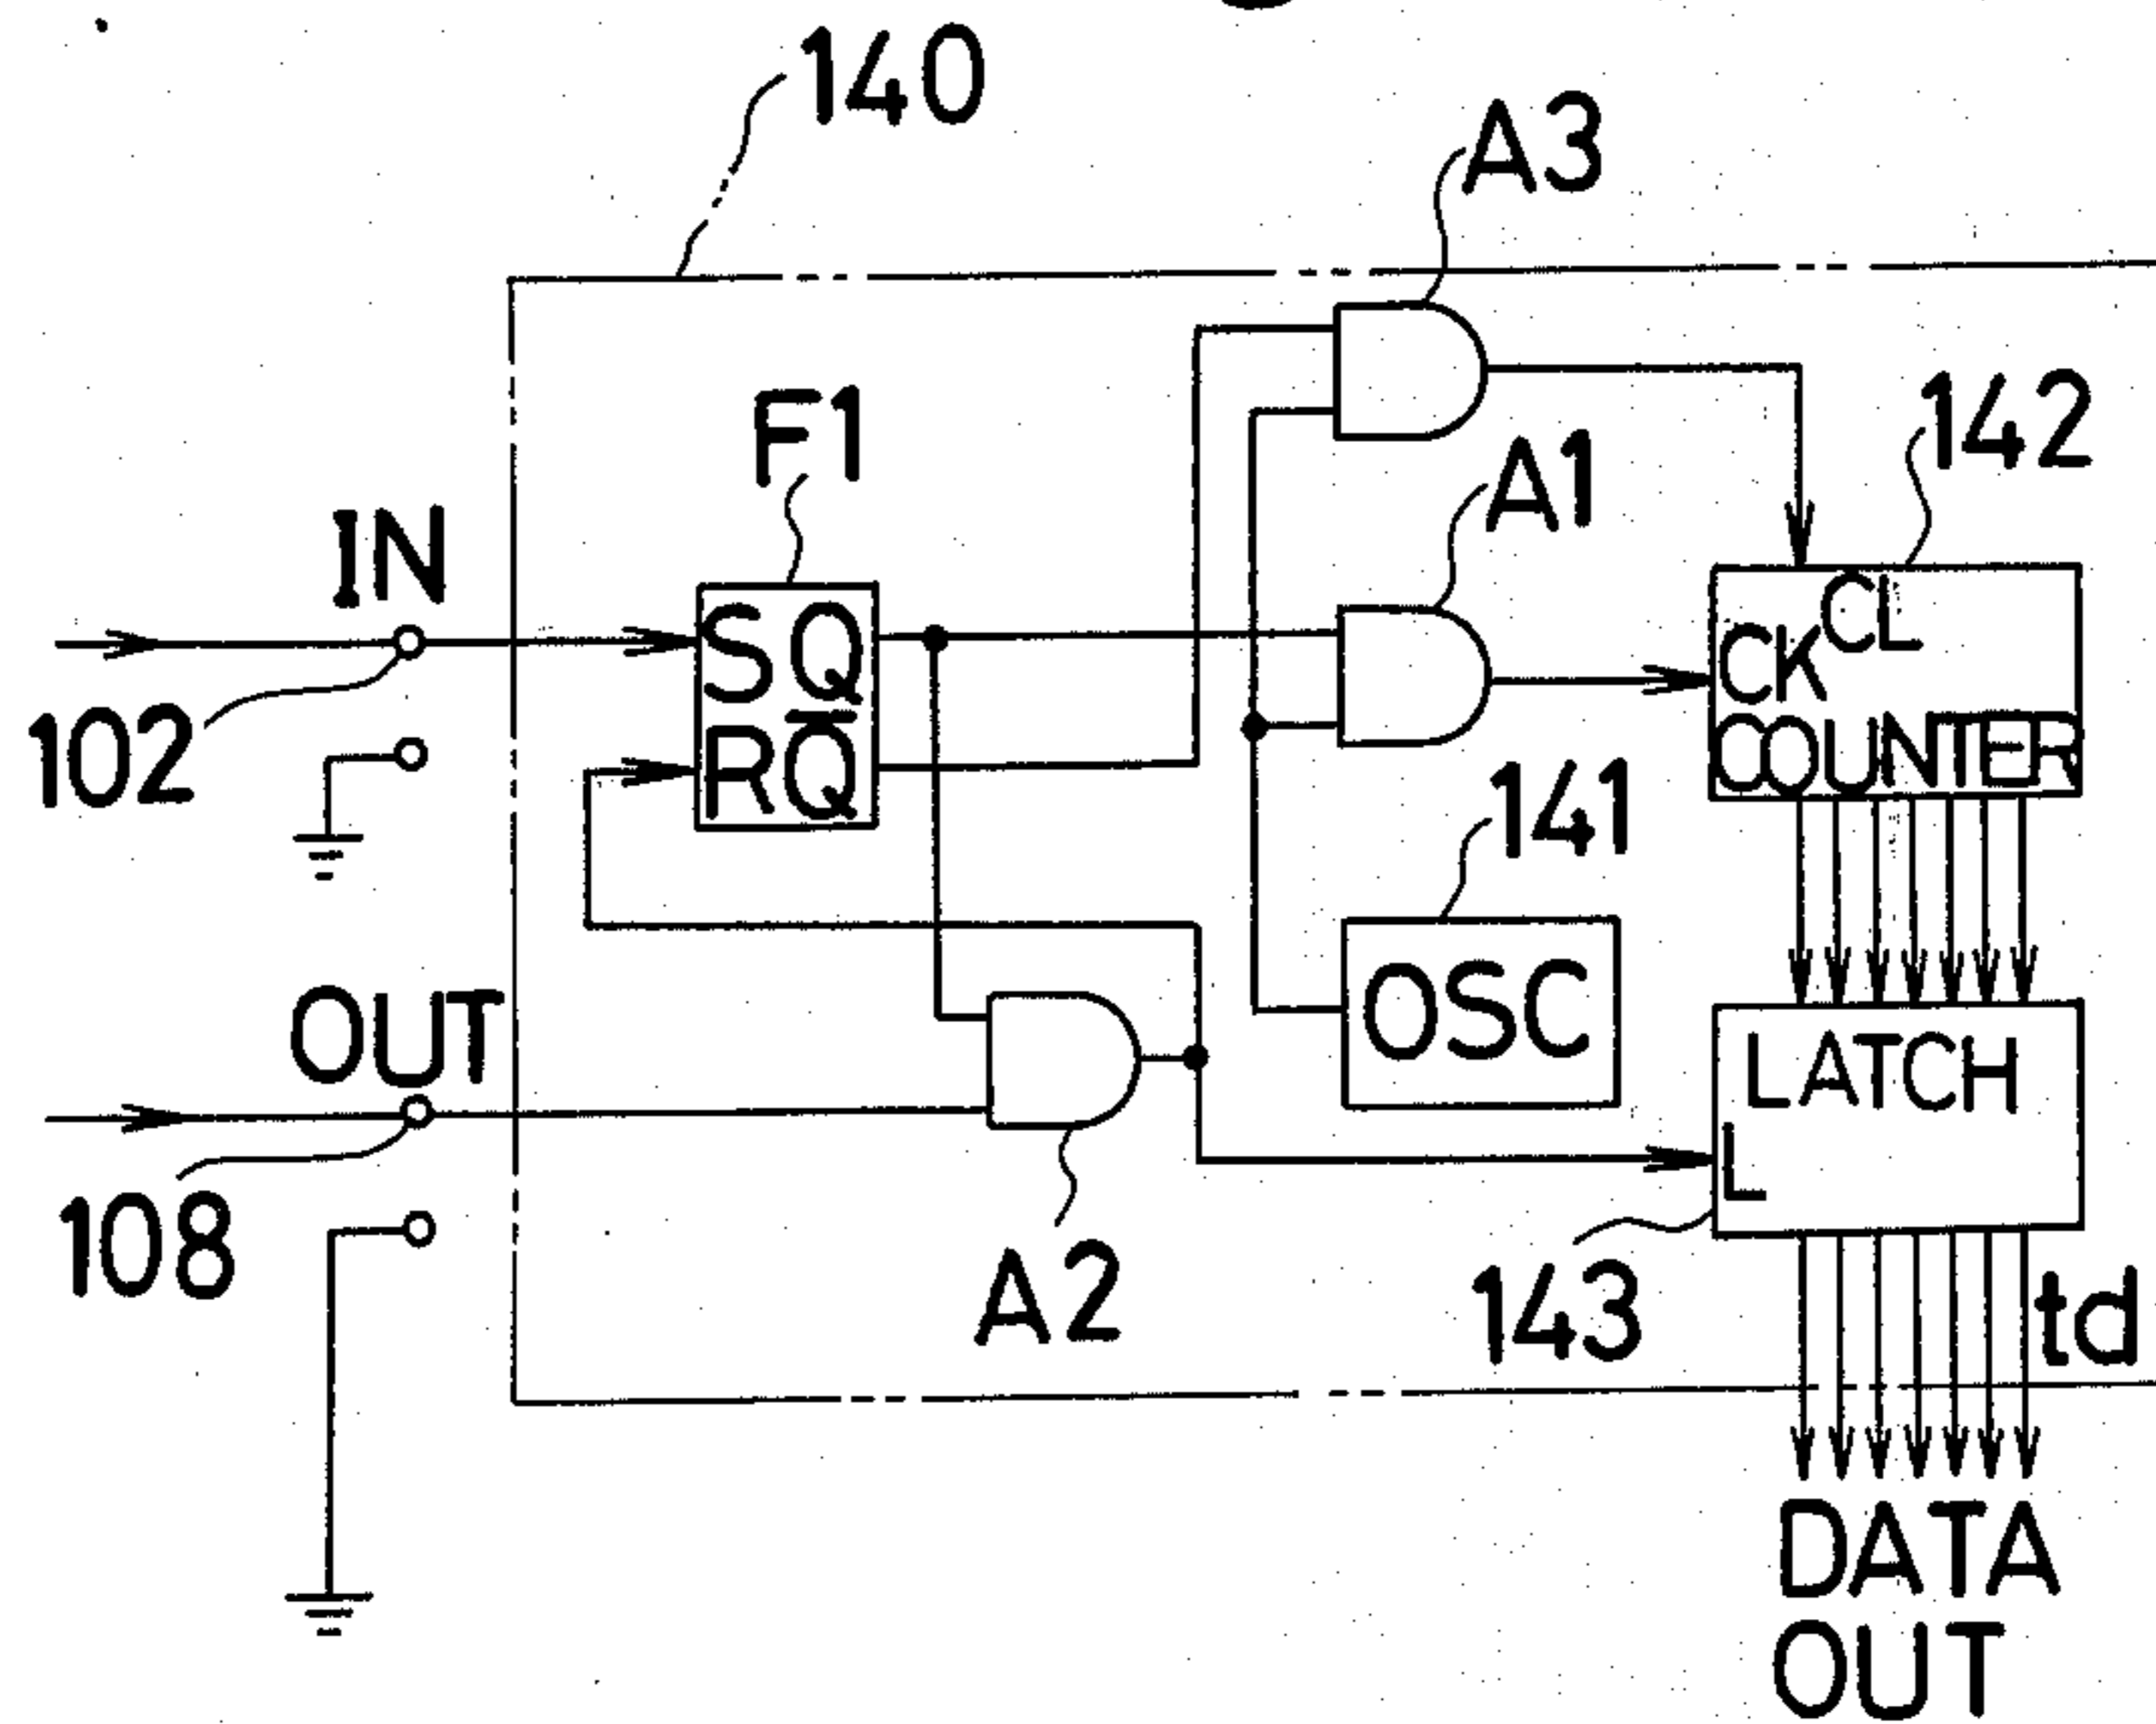 140
A3
F1
A1
142
IN
S Q
R Q̅
CL
CK
COUNTER
102
141
OUT
OSC
LATCH
L
108
A2
143
td
DATA
OUT